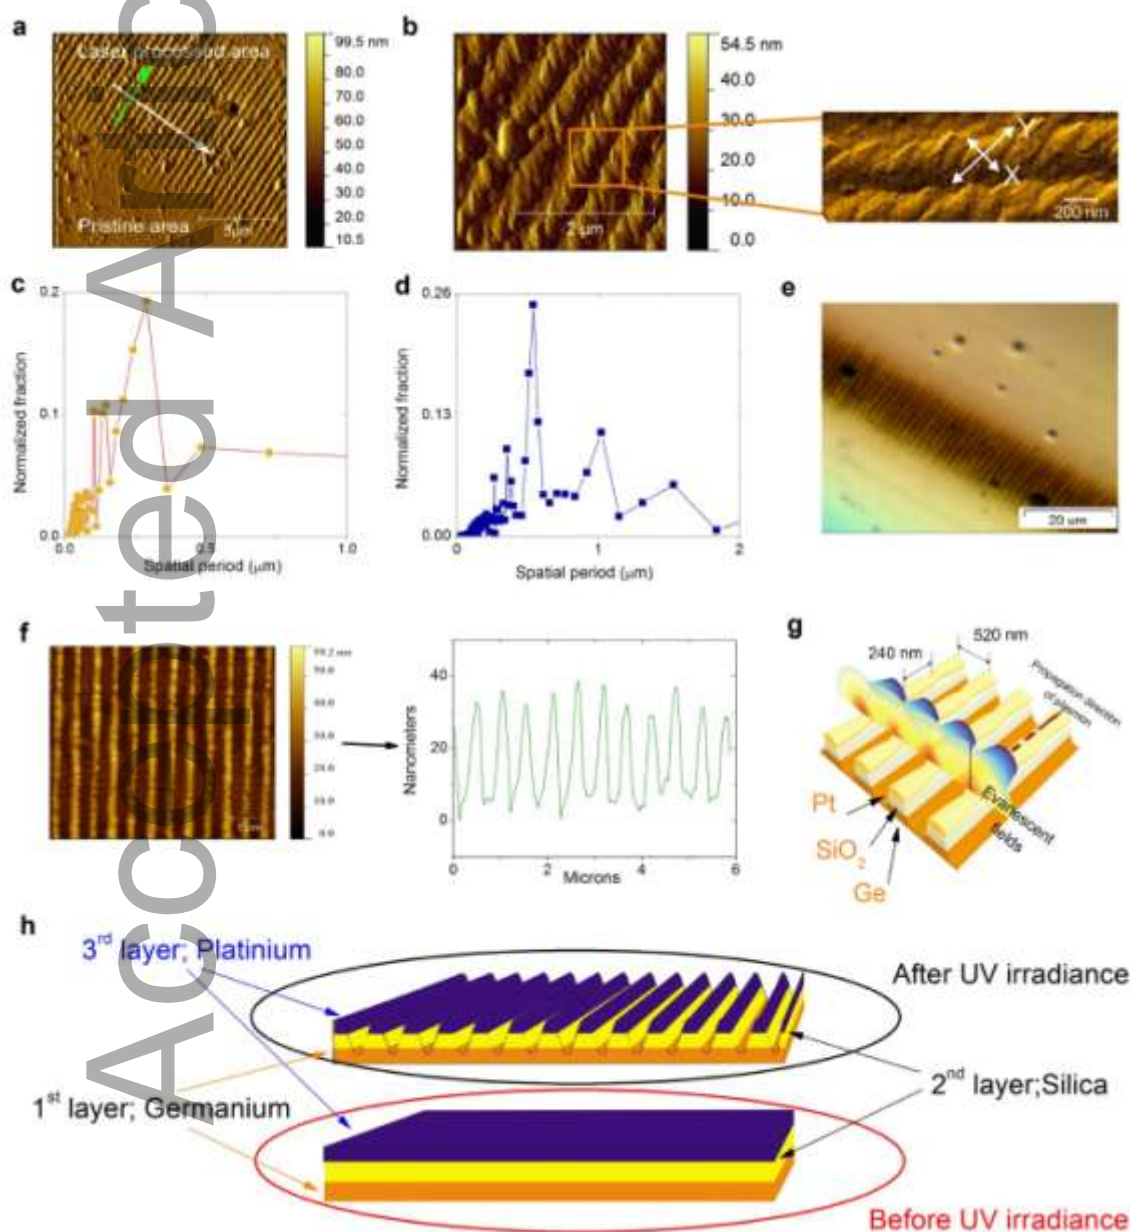 Accepted Artic
a
Laser processed area
Pristine area
5μm
99.5 nm
80.0
70.0
60.0
50.0
40.0
30.0
20.0
10.5
b
2 μm
54.5 nm
40.0
30.0
20.0
10.0
0.0
Y
X
200 nm
c
Normalized fraction
0.2
0.1
0.0
0.0
0.5
1.0
Spatial period (μm)
d
Normalized fraction
0.26
0.13
0.00
0
1
2
Spatial period (μm)
e
20 um
f
Nanometers
40
20
0
0
2
4
6
Microns
g
240 nm
520 nm
Propagation direction
of plasmon
Evanescent
fields
Pt
SiO2
Ge
h
3rd layer; Platinium
After UV irradiance
2nd layer;Silica
1st layer; Germanium
Before UV irradiance